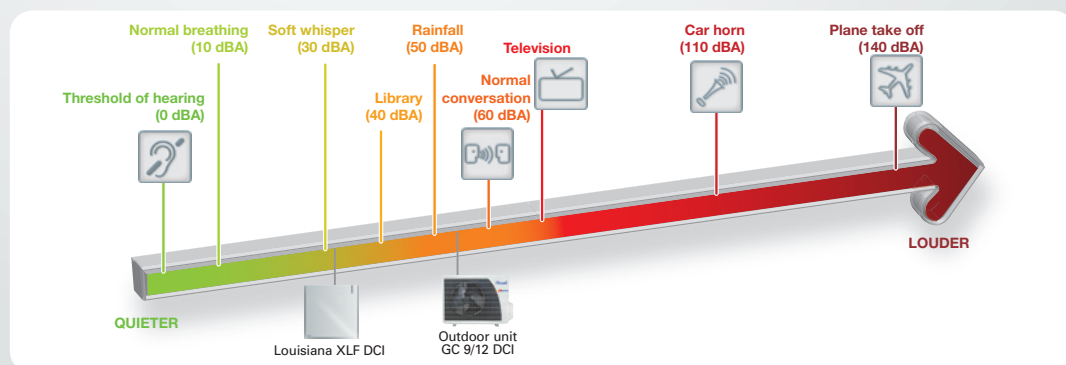 Normal breathing
(10 dBA)
Soft whisper
(30 dBA)
Rainfall
(50 dBA)
Television
Car horn
(110 dBA)
Plane take off
(140 dBA)
Threshold of hearing
(0 dBA)
Library
(40 dBA)
Normal
conversation
(60 dBA)
LOUDER
QUIETER
Louisiana XLF DCI
Outdoor unit
GC 9/12 DCI